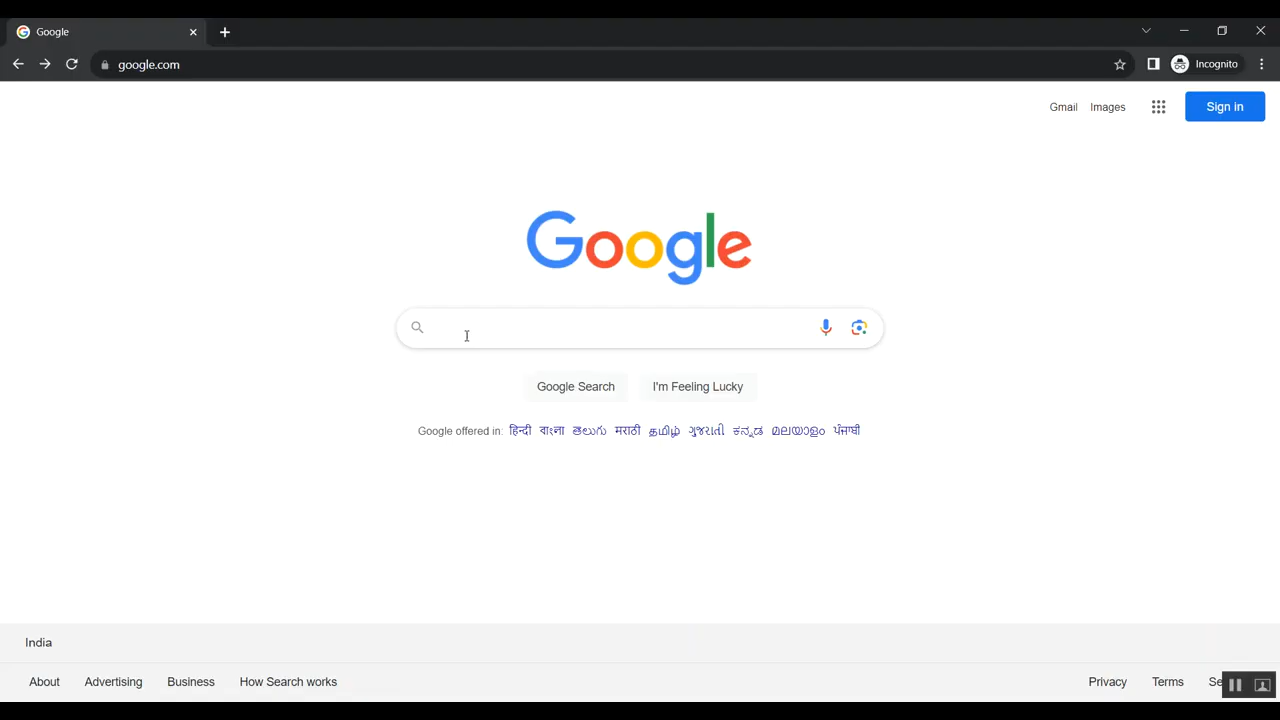 Google
google.com
Incognito
Gmail Images Sign in
Google
Google Search I'm Feeling Lucky
Google offered in: हिन्दी বাংলা తెలుగు मराठी தமிழ் ગુજરાતી ಕನ್ನಡ മലയാളം ਪੰਜਾਬੀ
India
About Advertising Business How Search works Privacy Terms